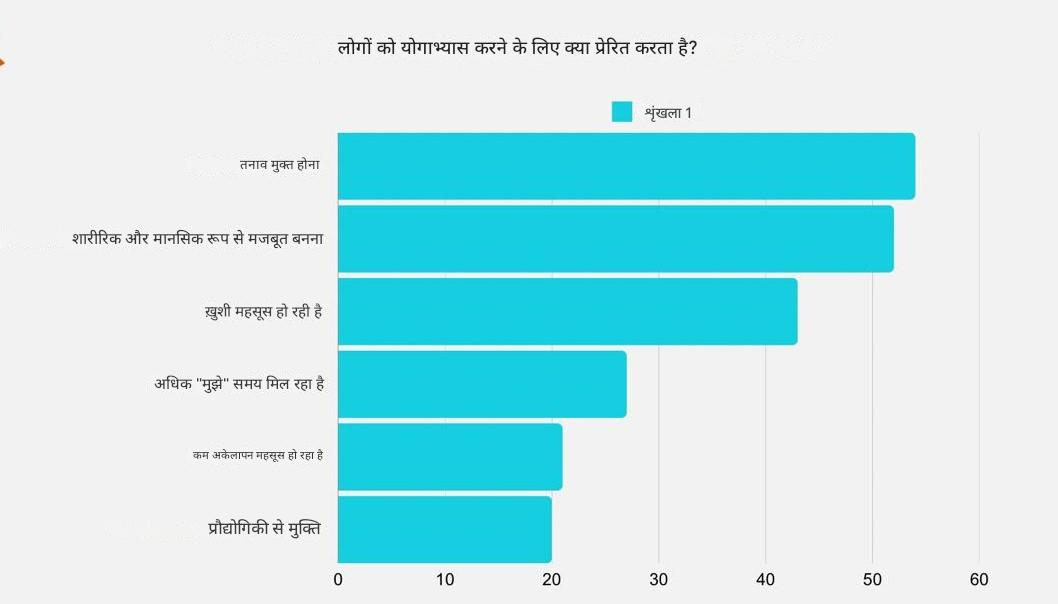 लोगों को योगाभ्यास करने के लिए क्या प्रेरित करता है?
शृंखला 1
तनाव मुक्त होना
शारीरिक और मानसिक रूप से मजबूत बनना
ख़ुशी महसूस हो रही है
अधिक "मुझे" समय मिल रहा है
कम अकेलापन महसूस हो रहा है
प्रौद्योगिकी से मुक्ति
0 10 20 30 40 50 60